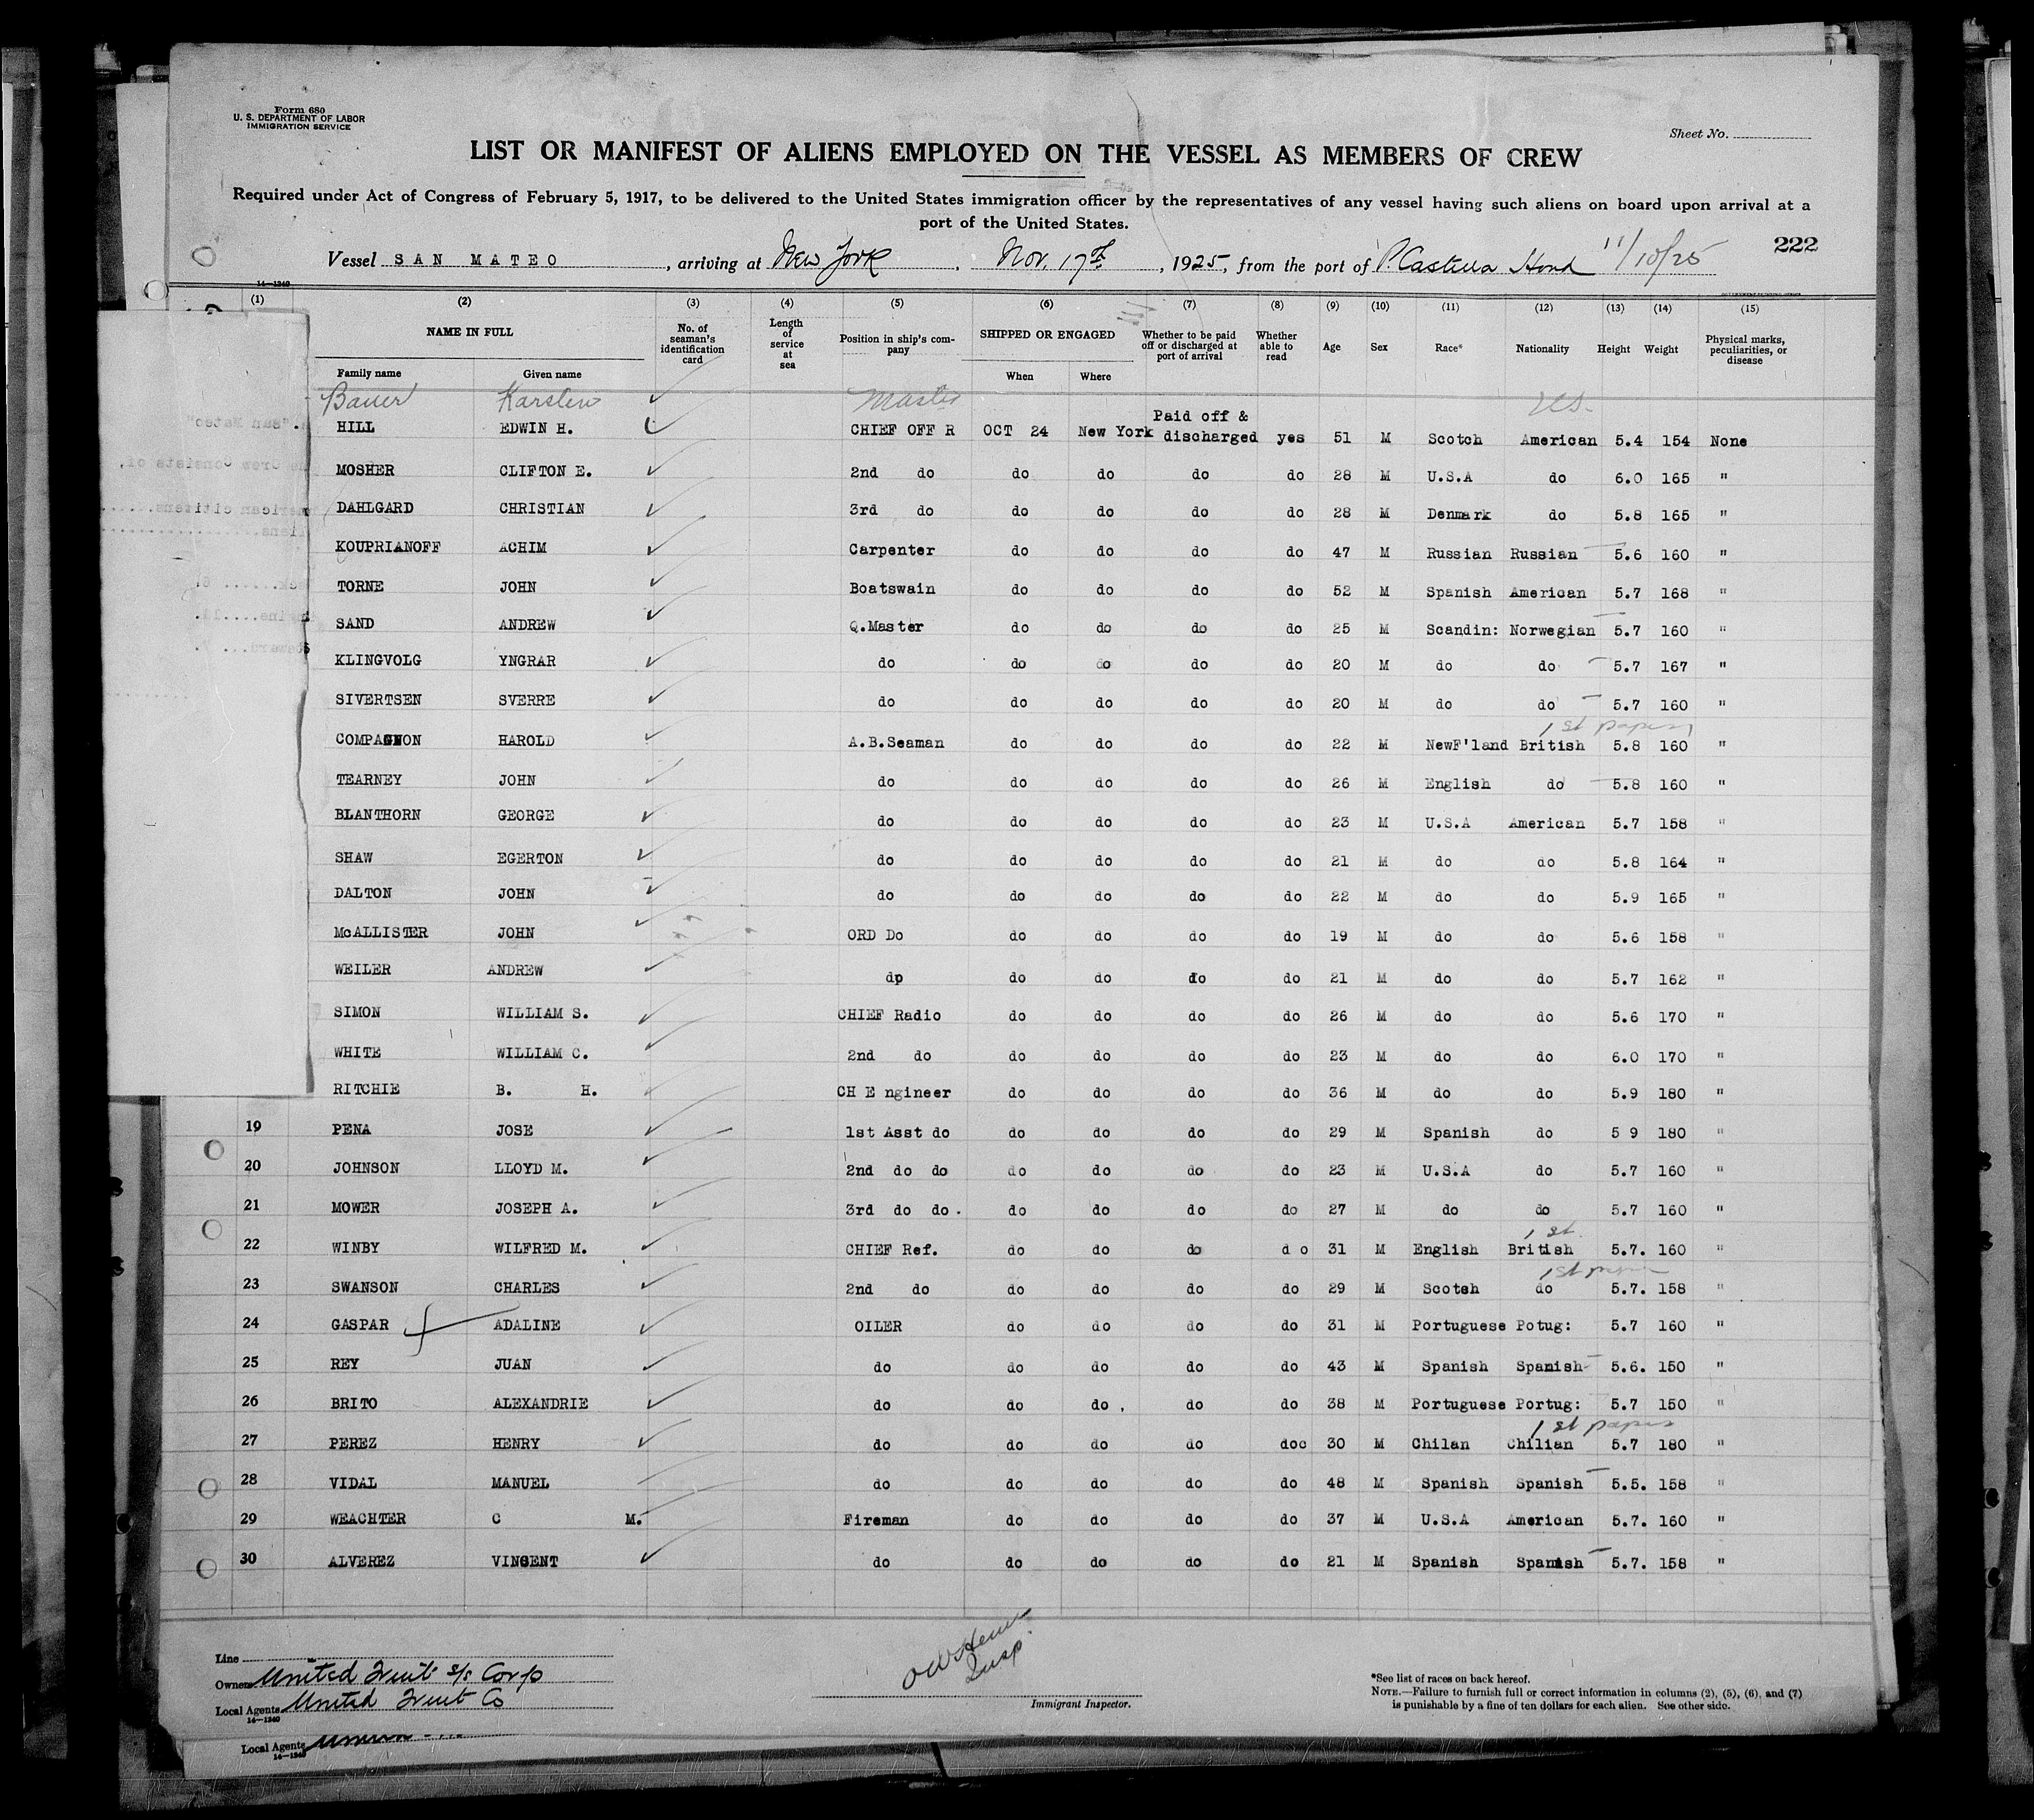 Form 680
U. S. DEPARTMENT OF LABOR
IMMIGRATION SERVICE
Sheet No.
LIST OR MANIFEST OF ALIENS EMPLOYED ON THE VESSEL AS MEMBERS OF CREW
Required under Act of Congress of February 5, 1917, to be delivered to the United States immigration officer by the representatives of any vessel having such aliens on board upon arrival at a
port of the United States.
222
Vessel SAN MATEO, arriving at New York, Nov. 17th, 1925, from the port of P. Castilla Hond 11/10/25
14—1240
(1) (2) (3) (4) (5) (6) (7) (8) (9) (10) (11) (12) (13) (14) (15)
NAME IN FULL Family name Given name No. of seaman's identification card Length of service at sea Position in ship's company SHIPPED OR ENGAGED When Where Whether to be paid off or discharged at port of arrival Whether able to read Age Sex Race* Nationality Height Weight Physical marks, peculiarities, or disease
Bauer Karsten Master US.
HILL EDWIN H. CHIEF OFF R OCT 24 New York Paid off & discharged yes 51 M Scotch American 5.4 154 None
MOSHER CLIFTON E. 2nd do do do do do 28 M U.S.A do 6.0 165 "
DAHLGARD CHRISTIAN 3rd do do do do do 28 M Denmark do 5.8 165 "
KOUPRIANOFF ACHIM Carpenter do do do do 47 M Russian Russian 5.6 160 "
TORNE JOHN Boatswain do do do do 52 M Spanish American 5.7 168 "
SAND ANDREW Q.Master do do do do 25 M Scandin: Norwegian 5.7 160 "
KLINGVOLG YNGRAR do do do do do 20 M do do 5.7 167 "
SIVERTSEN SVERRE do do do do do 20 M do do 5.7 160 "
1st papers
COMPAGNON HAROLD A.B.Seaman do do do do 22 M NewF'land British 5.8 160 "
TEARNEY JOHN do do do do do 26 M English do 5.8 160 "
BLANTHORN GEORGE do do do do do 23 M U.S.A American 5.7 158 "
SHAW EGERTON do do do do do 21 M do do 5.8 164 "
DALTON JOHN do do do do do 22 M do do 5.9 165 "
McALLISTER JOHN ORD Do do do do do 19 M do do 5.6 158 "
WEILER ANDREW dp do do do do 21 M do do 5.7 162 "
SIMON WILLIAM S. CHIEF Radio do do do do 26 M do do 5.6 170 "
WHITE WILLIAM C. 2nd do do do do do 23 M do do 6.0 170 "
RITCHIE B. H. CH E ngineer do do do do 36 M do do 5.9 180 "
19 PENA JOSE 1st Asst do do do do do 29 M Spanish do 5 9 180 "
20 JOHNSON LLOYD M. 2nd do do do do do do 23 M U.S.A do 5.7 160 "
21 MOWER JOSEPH A. 3rd do do. do do do do 27 M do do 5.7 160 "
1st
22 WINBY WILFRED M. CHIEF Ref. do do do d o 31 M English British 5.7. 160 "
1st papers
23 SWANSON CHARLES 2nd do do do do do 29 M Scotch do 5.7. 158 "
24 GASPAR ADALINE OILER do do do do 31 M Portuguese Potug: 5.7 160 "
25 REY JUAN do do do do do 43 M Spanish Spanish 5.6. 150 "
26 BRITO ALEXANDRIE do do do . do do 38 M Portuguese Portug: 5.7 150 "
1st papers
27 PEREZ HENRY do do do do doc 30 M Chilan Chilian 5.7 180 "
28 VIDAL MANUEL do do do do do 48 M Spanish Spanish 5.5. 158 "
29 WEACHTER C M. Fireman do do do do 37 M U.S.A American 5.7. 160 "
30 ALVEREZ VINCENT do do do do do 21 M Spanish Spanish 5.7. 158 "
Line
Owners United Fruit s/s Corp
Local Agents United Fruit Co
14—1240
Insp.
Immigrant Inspector.
*See list of races on back hereof.
NOTE.—Failure to furnish full or correct information in columns (2), (5), (6), and (7)
is punishable by a fine of ten dollars for each alien. See other side.
Local Agents
14—1240